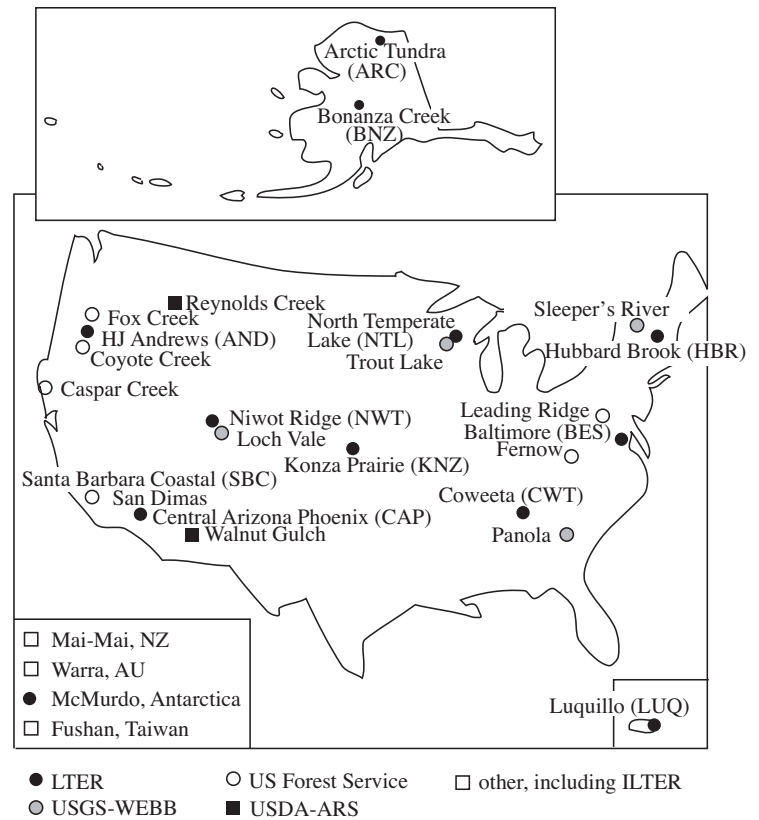 Arctic Tundra
(ARC)
Bonanza Creek
(BNZ)
Reynolds Creek
Fox Creek
HJ Andrews (AND)
Coyote Creek
Caspar Creek
North Temperate
Lake (NTL)
Trout Lake
Sleeper's River
Hubbard Brook (HBR)
Niwot Ridge (NWT)
Loch Vale
Konza Prairie (KNZ)
Leading Ridge
Baltimore (BES)
Fernow
Santa Barbara Coastal (SBC)
San Dimas
Central Arizona Phoenix (CAP)
Walnut Gulch
Coweeta (CWT)
Panola
Mai-Mai, NZ
Warra, AU
McMurdo, Antarctica
Fushan, Taiwan
Luquillo (LUQ)
LTER
US Forest Service
other, including ILTER
USGS-WEBB
USDA-ARS